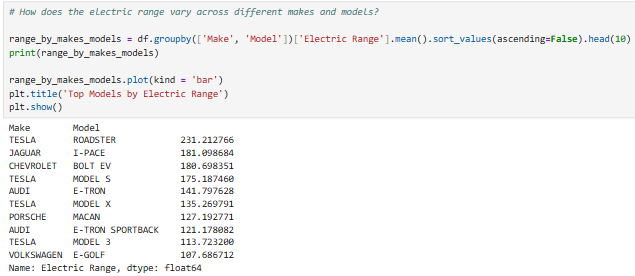 # How does the electric range vary across different makes and models?
range_by_makes_models = df.groupby(['Make', 'Model'])['Electric Range'].mean().sort_values(ascending=False).head(10)
print(range_by_makes_models)
range_by_makes_models.plot(kind = 'bar')
plt.title('Top Models by Electric Range')
plt.show()
Make Model
TESLA ROADSTER 231.212766
JAGUAR I-PACE 181.098684
CHEVROLET BOLT EV 180.698351
TESLA MODEL S 175.187460
AUDI E-TRON 141.797628
TESLA MODEL X 135.269791
PORSCHE MACAN 127.192771
AUDI E-TRON SPORTBACK 121.178082
TESLA MODEL 3 113.723200
VOLKSWAGEN E-GOLF 107.686712
Name: Electric Range, dtype: float64